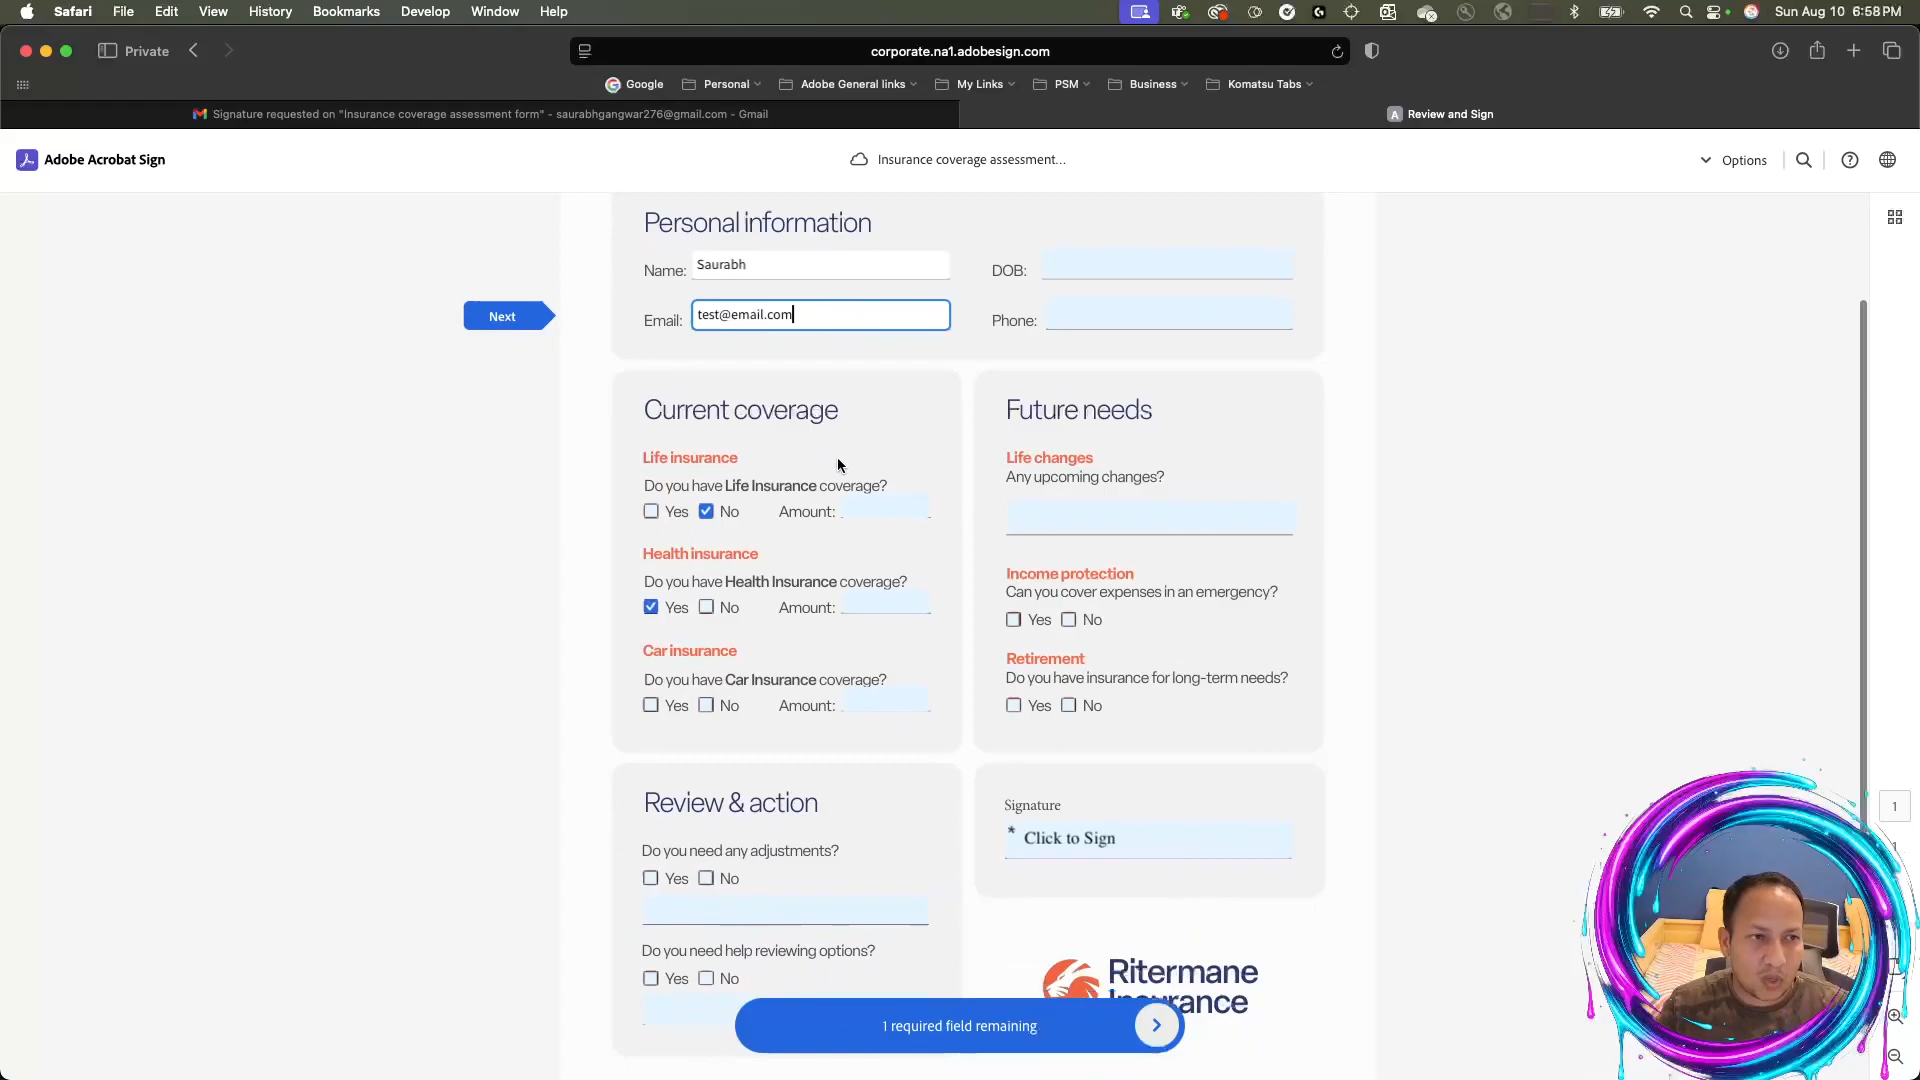 Safari File Edit View History Bookmarks Develop Window Help Sun Aug 10 6:58 PM
Private corporate.na1.adobesign.com
Google Personal Adobe General links My Links PSM Business Komatsu Tabs
Signature requested on "Insurance coverage assessment form" - saurabhgangwar276@gmail.com - Gmail
A Review and Sign
Adobe Acrobat Sign Insurance coverage assessment... Options
Personal information
Name: Saurabh DOB:
Next
Email: test@email.com Phone:
Current coverage
Life insurance
Do you have Life Insurance coverage?
Yes No Amount:
Health insurance
Do you have Health Insurance coverage?
Yes No Amount:
Car insurance
Do you have Car Insurance coverage?
Yes No Amount:
Future needs
Life changes
Any upcoming changes?
Income protection
Can you cover expenses in an emergency?
Yes No
Retirement
Do you have insurance for long-term needs?
Yes No
Review & action
Do you need any adjustments?
Yes No
Do you need help reviewing options?
Yes No
Signature
* Click to Sign
Ritermane
Insurance
1 required field remaining
1